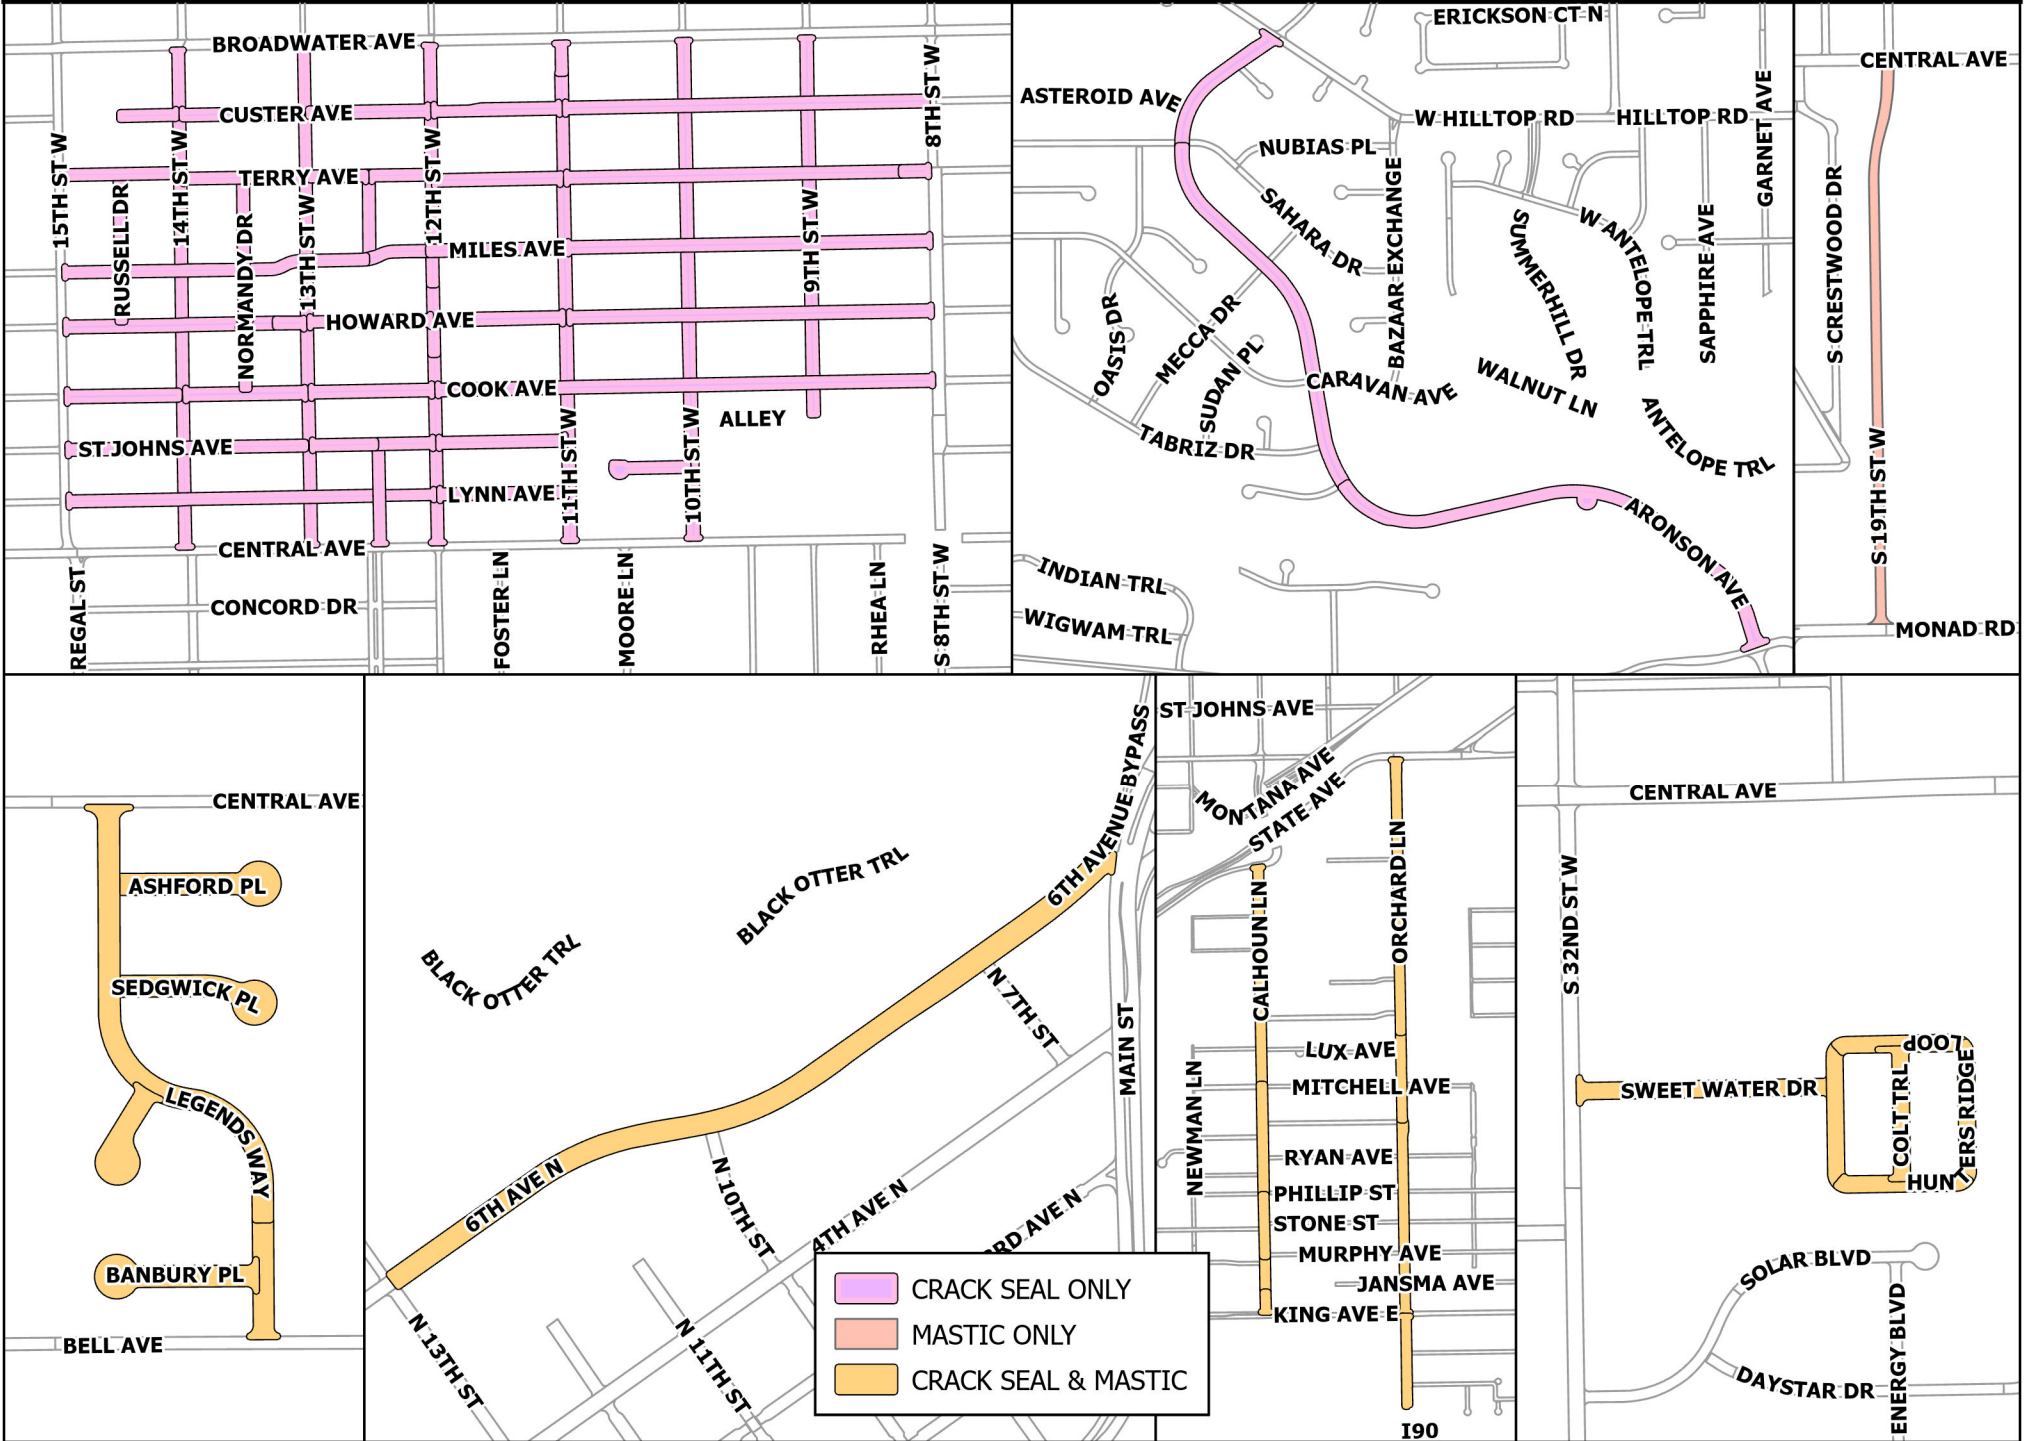 BROADWATER AVE
CUSTER AVE
TERRY AVE
MILES AVE
HOWARD AVE
COOK AVE
ALLEY
ST JOHNS AVE
LYNN AVE
CENTRAL AVE
CONCORD DR
15TH ST W
RUSSELL DR
14TH ST W
NORMANDY DR
13TH ST W
12TH ST W
11TH ST W
10TH ST W
9TH ST W
8TH ST W
REGAL ST
FOSTER LN
MOORE LN
RHEA LN
S 8TH ST W
ERICKSON CT N
ASTEROID AVE
W HILLTOP RD
HILLTOP RD
GARNET AVE
NUBIAS PL
SAHARA DR
BAZAAR EXCHANGE
SUMMERHILL DR
W ANTELOPE TRL
SAPPHIRE AVE
OASIS DR
MECCA DR
SUDAN PL
CARAVAN AVE
WALNUT LN
ANTELOPE TRL
TABRIZ DR
ARONSON AVE
INDIAN TRL
WIGWAM TRL
CENTRAL AVE
S CRESTWOOD DR
S 19TH ST W
MONAD RD
CENTRAL AVE
ASHFORD PL
SEDGWICK PL
LEGENDS WAY
BANBURY PL
BELL AVE
6TH AVENUE BYPASS
BLACK OTTER TRL
BLACK OTTER TRL
N 7TH ST
MAIN ST
6TH AVE N
N 10TH ST
4TH AVE N
RD AVE N
N 13TH ST
N 11TH ST
ST JOHNS AVE
MONTANA AVE
STATE AVE
ORCHARD LN
CALHOUN LN
NEWMAN LN
LUX AVE
MITCHELL AVE
RYAN AVE
PHILLIP ST
STONE ST
MURPHY AVE
JANSMA AVE
KING AVE E
I90
CENTRAL AVE
S 32ND ST W
SWEET WATER DR
COLT TRL
HUNTERS RIDGE LOOP
SOLAR BLVD
ENERGY BLVD
DAYSTAR DR
CRACK SEAL ONLY
MASTIC ONLY
CRACK SEAL & MASTIC